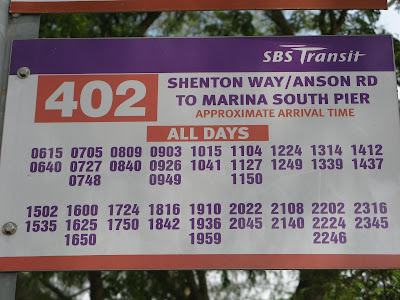 SBS Transit
402
SHENTON WAY/ANSON RD
TO MARINA SOUTH PIER
APPROXIMATE ARRIVAL TIME
ALL DAYS
0615 0705 0809 0903 1015 1104 1224 1314 1412
0640 0727 0840 0926 1041 1127 1249 1339 1437
0748 0949 1150
1502 1600 1724 1816 1910 2022 2108 2202 2316
1535 1625 1750 1842 1936 2045 2140 2224 2345
1650 1959 2246